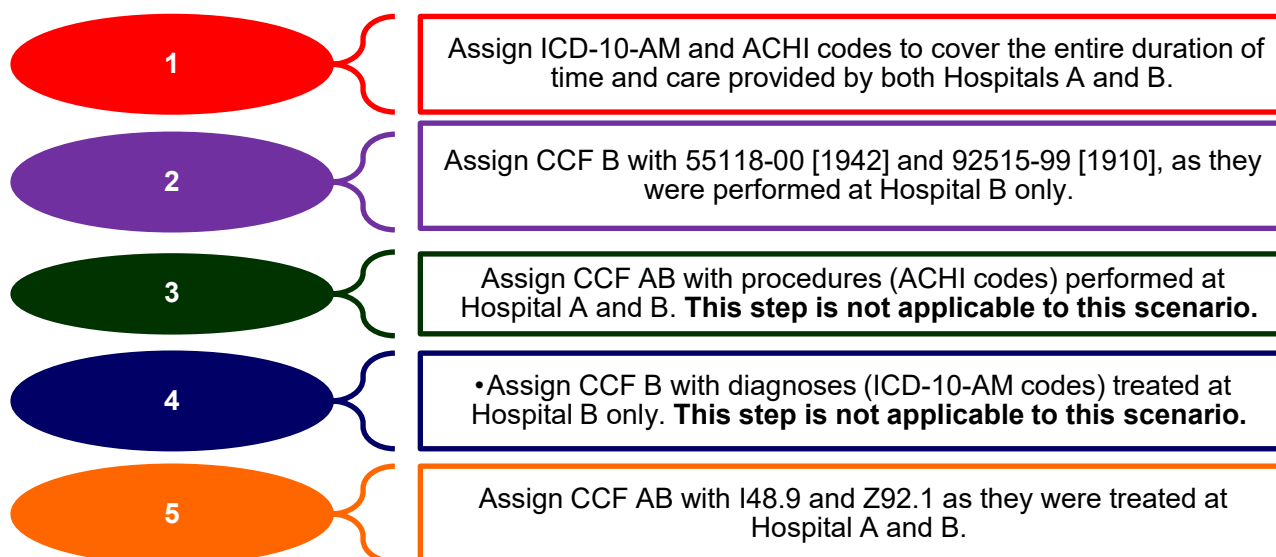 1
Assign ICD-10-AM and ACHI codes to cover the entire duration of
time and care provided by both Hospitals A and B.
2
Assign CCF B with 55118-00 [1942] and 92515-99 [1910], as they
were performed at Hospital B only.
3
Assign CCF AB with procedures (ACHI codes) performed at
Hospital A and B. This step is not applicable to this scenario.
4
•Assign CCF B with diagnoses (ICD-10-AM codes) treated at
Hospital B only. This step is not applicable to this scenario.
5
Assign CCF AB with I48.9 and Z92.1 as they were treated at
Hospital A and B.